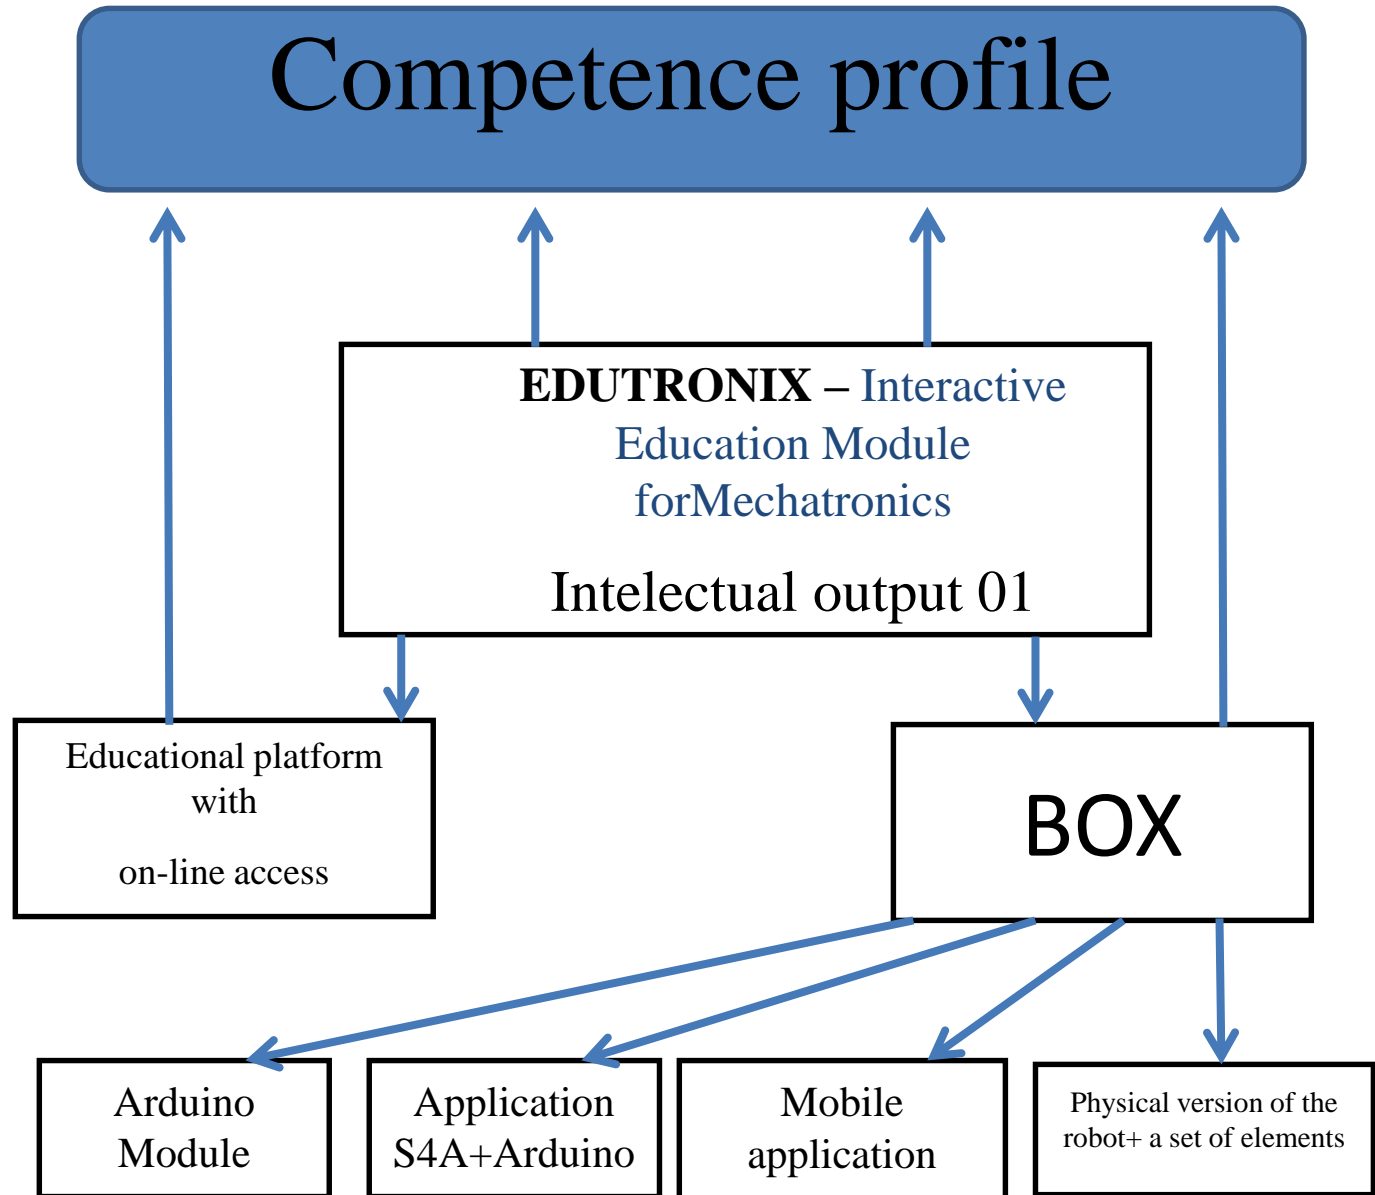 Competence profile
EDUTRONIX – Interactive
Education Module
forMechatronics
Intelectual output 01
Educational platform
with
on-line access
BOX
Arduino
Module
Application
S4A+Arduino
Mobile
application
Physical version of the
robot+ a set of elements